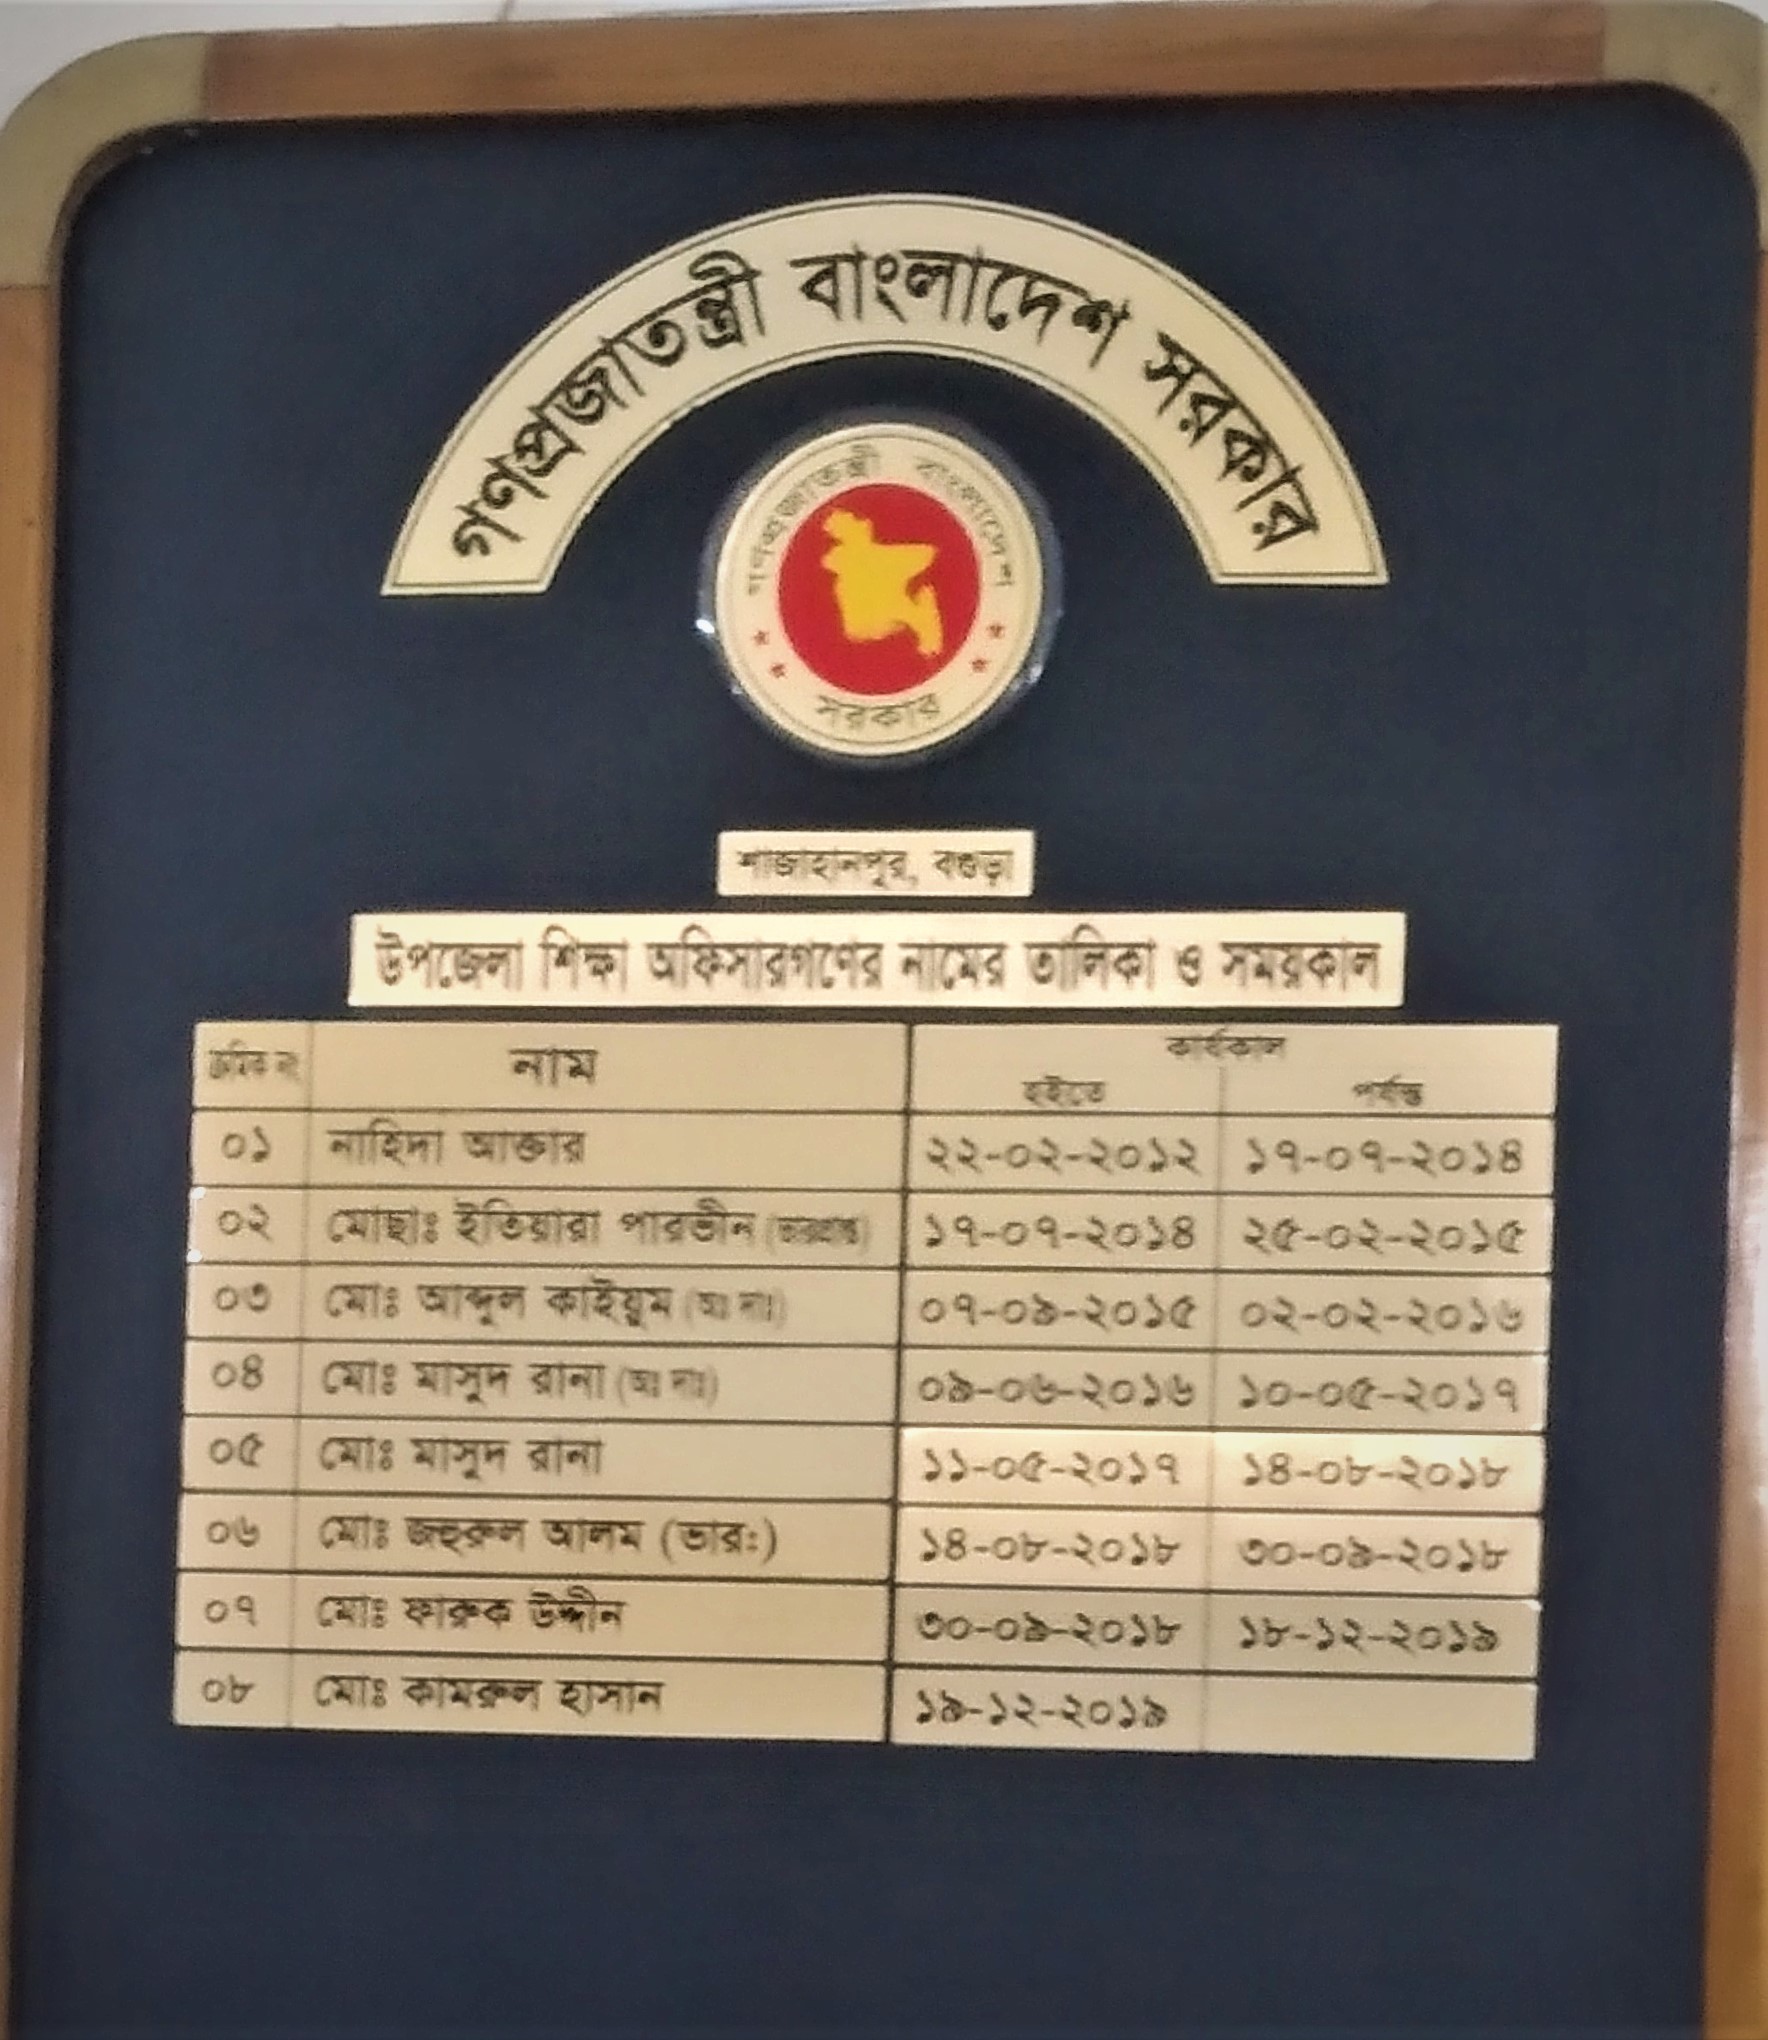 গণপ্রজাতন্ত্রী বাংলাদেশ সরকার
গণপ্রজাতন্ত্রী বাংলাদেশ
সরকার
শাজাহানপুর, বগুড়া
উপজেলা শিক্ষা অফিসারগণের নামের তালিকা ও সময়কাল
ক্রমিক নং নাম কার্যকাল
হইতে পর্যন্ত
০১ নাহিদা আক্তার ২২-০২-২০১২ ১৭-০৭-২০১৪
০২ মোছাঃ ইতিয়ারা পারভীন (ভারপ্রাপ্ত) ১৭-০৭-২০১৪ ২৫-০২-২০১৫
০৩ মোঃ আব্দুল কাইয়ুম (অঃ দাঃ) ০৭-০৯-২০১৫ ০২-০২-২০১৬
০৪ মোঃ মাসুদ রানা (অঃ দাঃ) ০৯-০৬-২০১৬ ১০-০৫-২০১৭
০৫ মোঃ মাসুদ রানা ১১-০৫-২০১৭ ১৪-০৮-২০১৮
০৬ মোঃ জহুরুল আলম (ভার:) ১৪-০৮-২০১৮ ৩০-০৯-২০১৮
০৭ মোঃ ফারুক উদ্দীন ৩০-০৯-২০১৮ ১৮-১২-২০১৯
০৮ মোঃ কামরুল হাসান ১৯-১২-২০১৯